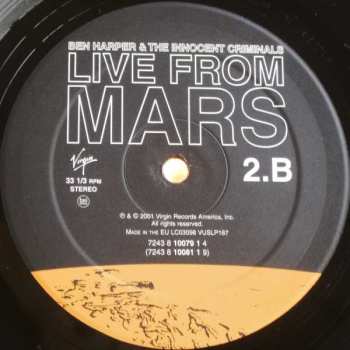 BEN HARPER & THE INNOCENT CRIMINALS
LIVE FROM
MARS
Virgin
2.B
33 1/3 RPM
STEREO
℗ & © 2001 Virgin Records America, Inc.
All rights reserved.
MADE IN THE EU LC03098 VUSLP187
7243 8 10079 1 4
(7243 8 10081 1 9)